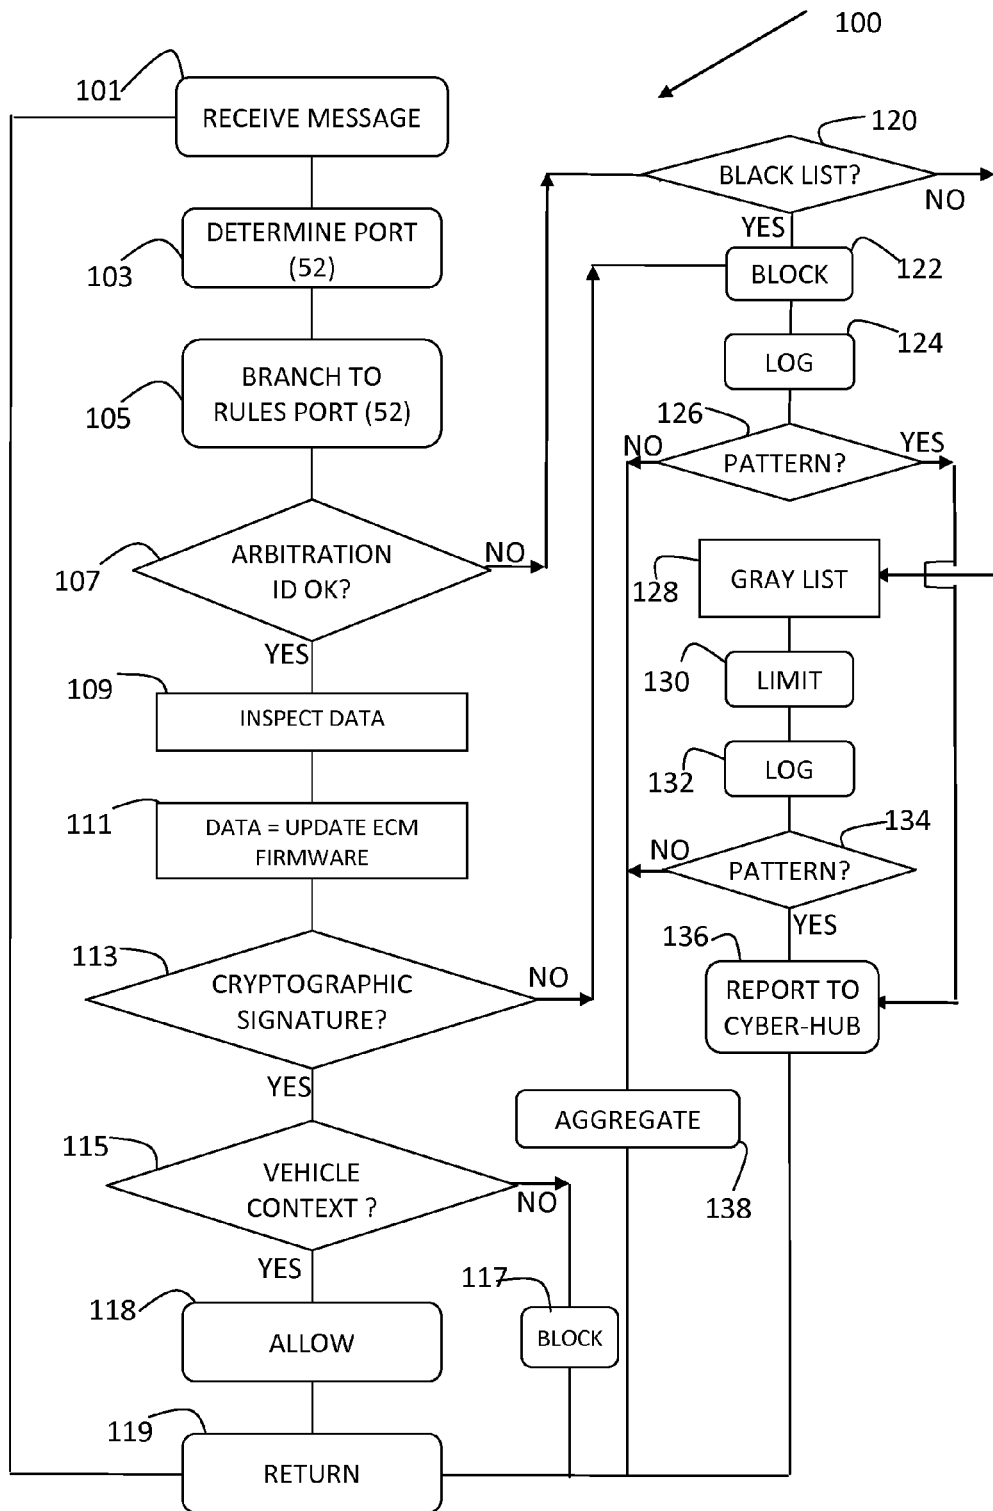 100
101
RECEIVE MESSAGE
103
DETERMINE PORT
(52)
105
BRANCH TO
RULES PORT (52)
107
ARBITRATION
ID OK?
NO
YES
109
INSPECT DATA
111
DATA = UPDATE ECM
FIRMWARE
113
CRYPTOGRAPHIC
SIGNATURE?
NO
YES
115
VEHICLE
CONTEXT ?
NO
YES
117
BLOCK
118
ALLOW
119
RETURN
120
BLACK LIST?
NO
YES
BLOCK
122
124
LOG
126
NO
PATTERN?
YES
128
GRAY LIST
130
LIMIT
132
LOG
134
NO
PATTERN?
YES
136
REPORT TO
CYBER-HUB
AGGREGATE
138